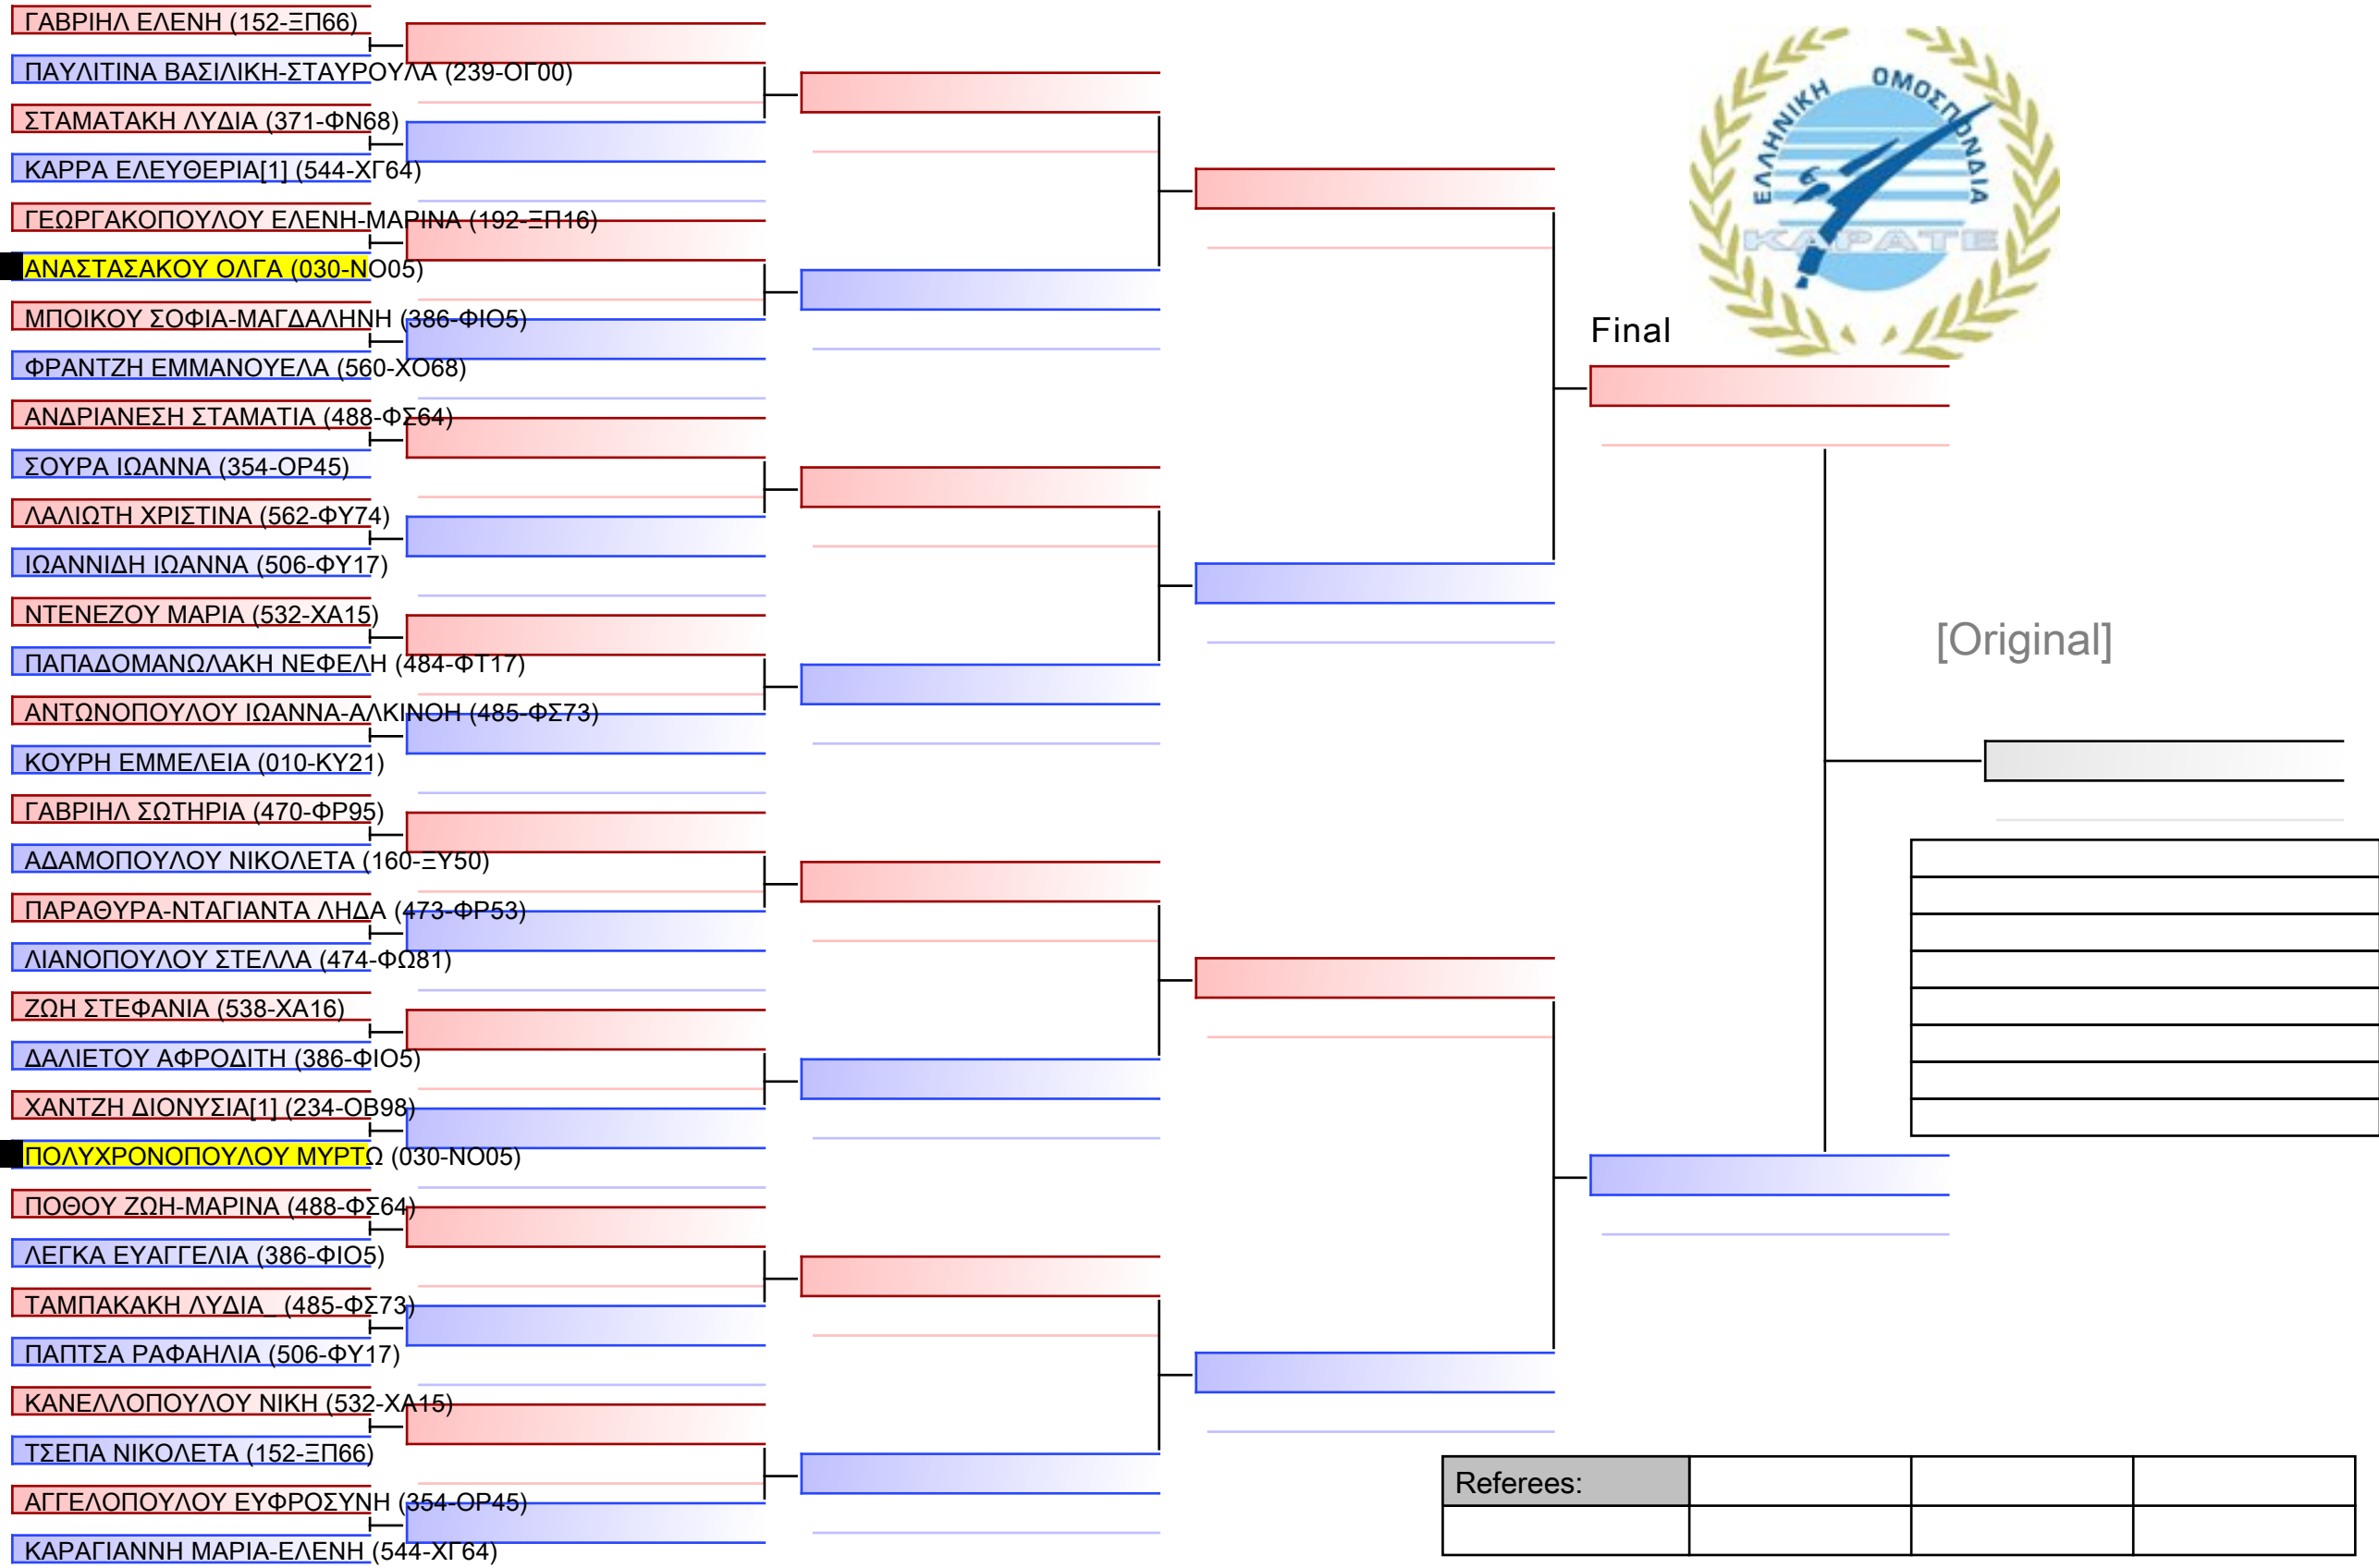 ΓΑΒΡΙΗΛ ΕΛΕΝΗ (152-ΞΠ66)
ΠΑΥΛΙΤΙΝΑ ΒΑΣΙΛΙΚΗ-ΣΤΑΥΡΟΥΛΑ (239-ΟΓ00)
ΣΤΑΜΑΤΑΚΗ ΛΥΔΙΑ (371-ΦΝ68)
ΚΑΡΡΑ ΕΛΕΥΘΕΡΙΑ[1] (544-ΧΓ64)
ΓΕΩΡΓΑΚΟΠΟΥΛΟΥ ΕΛΕΝΗ-ΜΑΡΙΝΑ (192-ΞΠ16)
ΑΝΑΣΤΑΣΑΚΟΥ ΟΛΓΑ (030-ΝΟ05)
ΜΠΟΙΚΟΥ ΣΟΦΙΑ-ΜΑΓΔΑΛΗΝΗ (386-ΦΙΟ5)
ΦΡΑΝΤΖΗ ΕΜΜΑΝΟΥΕΛΑ (560-ΧΟ68)
ΑΝΔΡΙΑΝΕΣΗ ΣΤΑΜΑΤΙΑ (488-ΦΣ64)
ΣΟΥΡΑ ΙΩΑΝΝΑ (354-ΟΡ45)
ΛΑΛΙΩΤΗ ΧΡΙΣΤΙΝΑ (562-ΦΥ74)
ΙΩΑΝΝΙΔΗ ΙΩΑΝΝΑ (506-ΦΥ17)
ΝΤΕΝΕΖΟΥ ΜΑΡΙΑ (532-ΧΑ15)
ΠΑΠΑΔΟΜΑΝΩΛΑΚΗ ΝΕΦΕΛΗ (484-ΦΤ17)
ΑΝΤΩΝΟΠΟΥΛΟΥ ΙΩΑΝΝΑ-ΑΛΚΙΝΟΗ (485-ΦΣ73)
ΚΟΥΡΗ ΕΜΜΕΛΕΙΑ (010-ΚΥ21)
ΓΑΒΡΙΗΛ ΣΩΤΗΡΙΑ (470-ΦΡ95)
ΑΔΑΜΟΠΟΥΛΟΥ ΝΙΚΟΛΕΤΑ (160-ΞΥ50)
ΠΑΡΑΘΥΡΑ-ΝΤΑΓΙΑΝΤΑ ΛΗΔΑ (473-ΦΡ53)
ΛΙΑΝΟΠΟΥΛΟΥ ΣΤΕΛΛΑ (474-ΦΩ81)
ΖΩΗ ΣΤΕΦΑΝΙΑ (538-ΧΑ16)
ΔΑΛΙΕΤΟΥ ΑΦΡΟΔΙΤΗ (386-ΦΙΟ5)
ΧΑΝΤΖΗ ΔΙΟΝΥΣΙΑ[1] (234-ΟΒ98)
ΠΟΛΥΧΡΟΝΟΠΟΥΛΟΥ ΜΥΡΤΩ (030-ΝΟ05)
ΠΟΘΟΥ ΖΩΗ-ΜΑΡΙΝΑ (488-ΦΣ64)
ΛΕΓΚΑ ΕΥΑΓΓΕΛΙΑ (386-ΦΙΟ5)
ΤΑΜΠΑΚΑΚΗ ΛΥΔΙΑ_ (485-ΦΣ73)
ΠΑΠΤΣΑ ΡΑΦΑΗΛΙΑ (506-ΦΥ17)
ΚΑΝΕΛΛΟΠΟΥΛΟΥ ΝΙΚΗ (532-ΧΑ15)
ΤΣΕΠΑ ΝΙΚΟΛΕΤΑ (152-ΞΠ66)
ΑΓΓΕΛΟΠΟΥΛΟΥ ΕΥΦΡΟΣΥΝΗ (354-ΟΡ45)
ΚΑΡΑΓΙΑΝΝΗ ΜΑΡΙΑ-ΕΛΕΝΗ (544-ΧΓ64)
ΕΛΛΗΝΙΚΗ ΟΜΟΣΠΟΝΔΙΑ
ΚΑΡΑΤΕ
Final
[Original]
Referees: